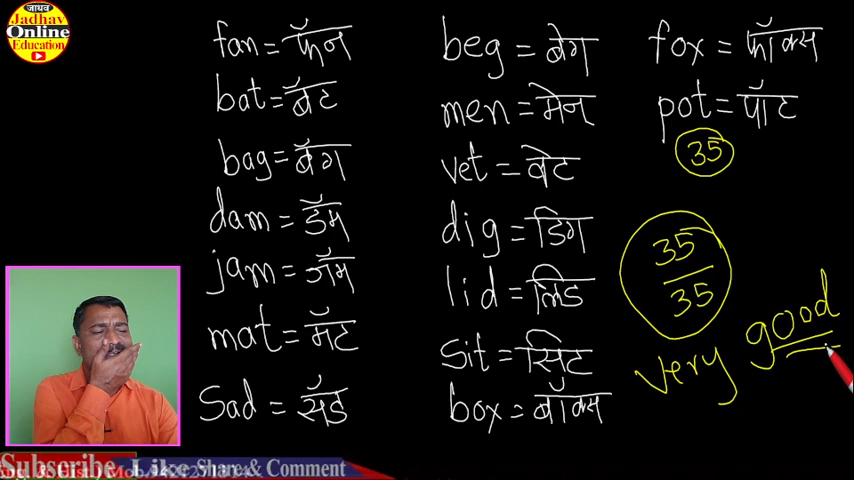 जाधव
Jadhav
Online
Education
fan = फॅन
bat = बॅट
bag = बॅग
dam = डॅम
jam = जॅम
mat = मॅट
Sad = सॅड
beg = बेग
men = मेन
vet = वेट
dig = डिग
lid = लिड
Sit = सिट
box = बॉक्स
fox = फॉक्स
pot = पॉट
35
35
35
very good
Subscribe Like Share & Comment